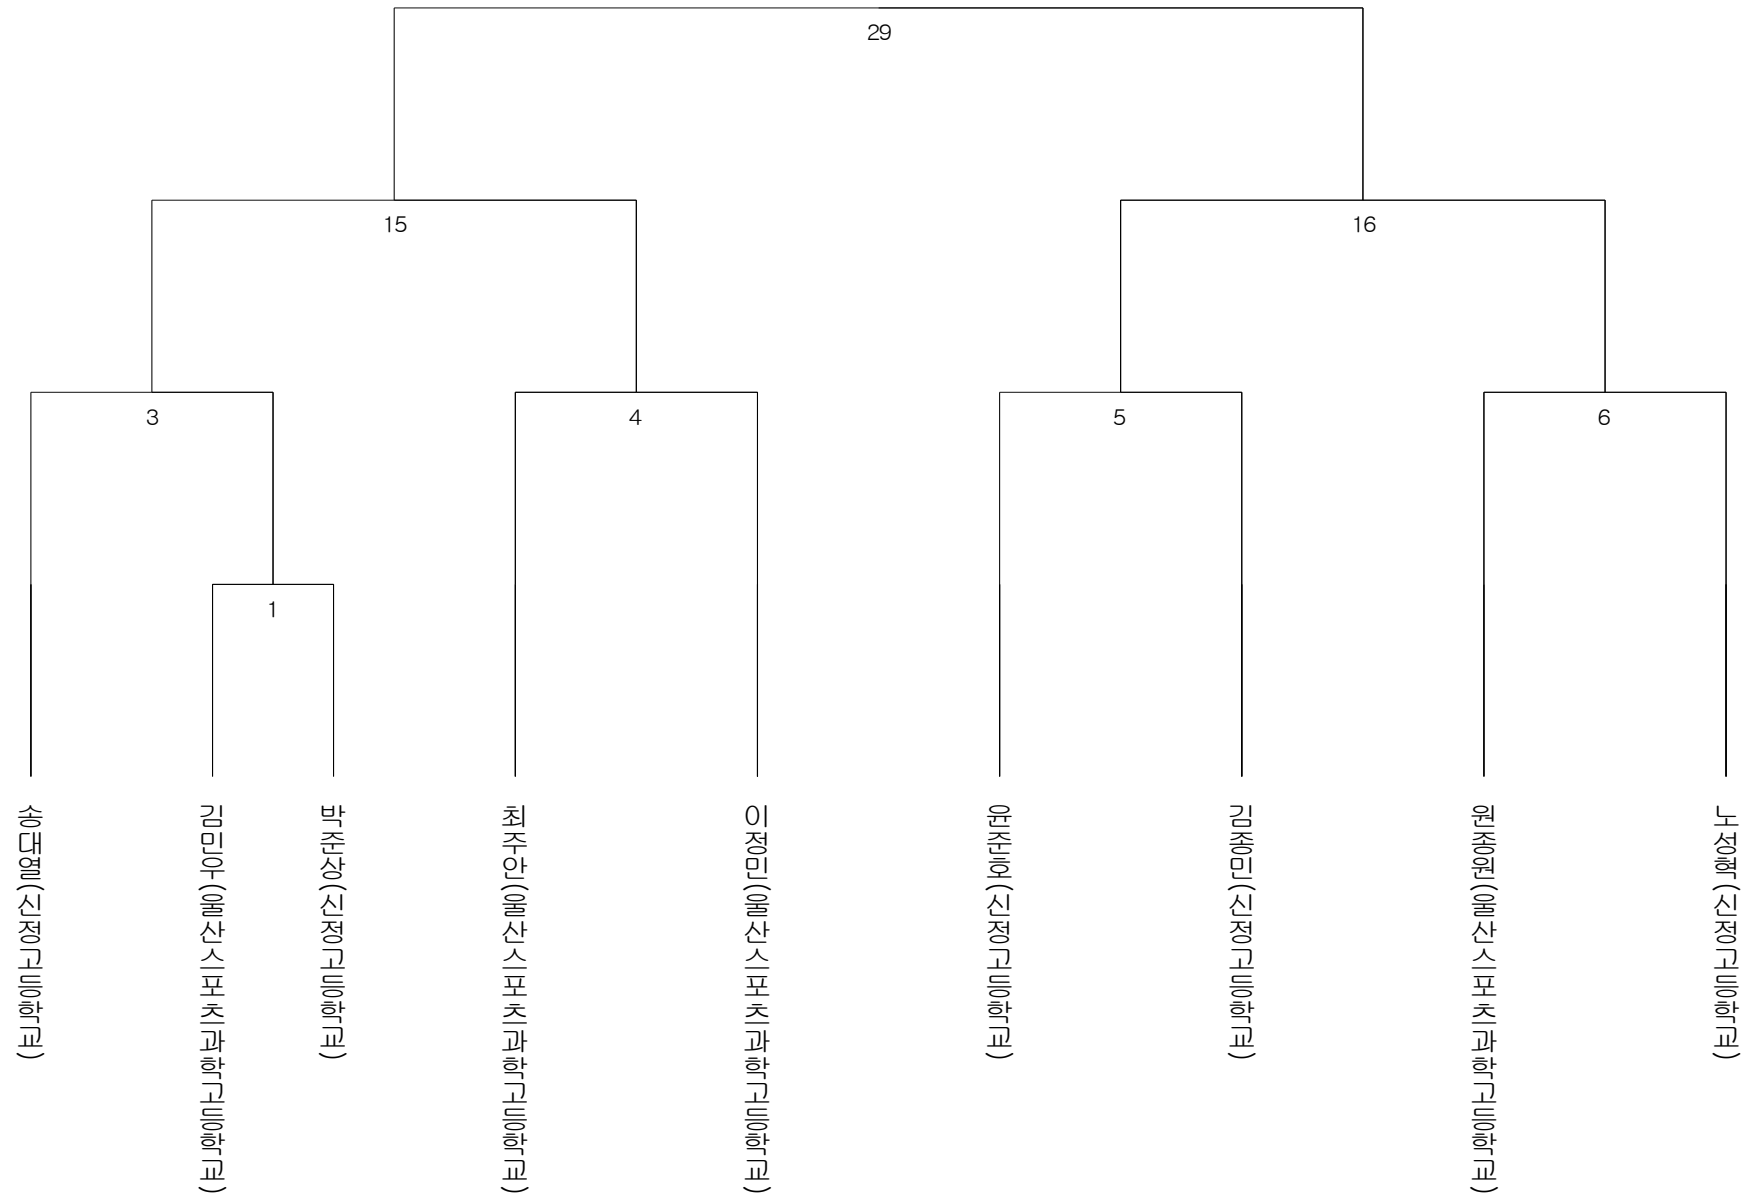 29
15
16
3
4
5
6
1
송대열(신정고등학교)
김민우(울산스포츠과학고등학교)
박준상(신정고등학교)
최주안(울산스포츠과학고등학교)
이정민(울산스포츠과학고등학교)
윤준호(신정고등학교)
김종민(신정고등학교)
원종원(울산스포츠과학고등학교)
노성혁(신정고등학교)